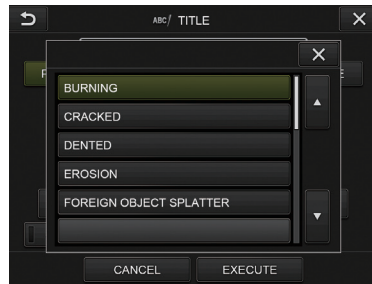 ABC/ TITLE
BURNING
CRACKED
DENTED
EROSION
FOREIGN OBJECT SPLATTER
CANCEL
EXECUTE